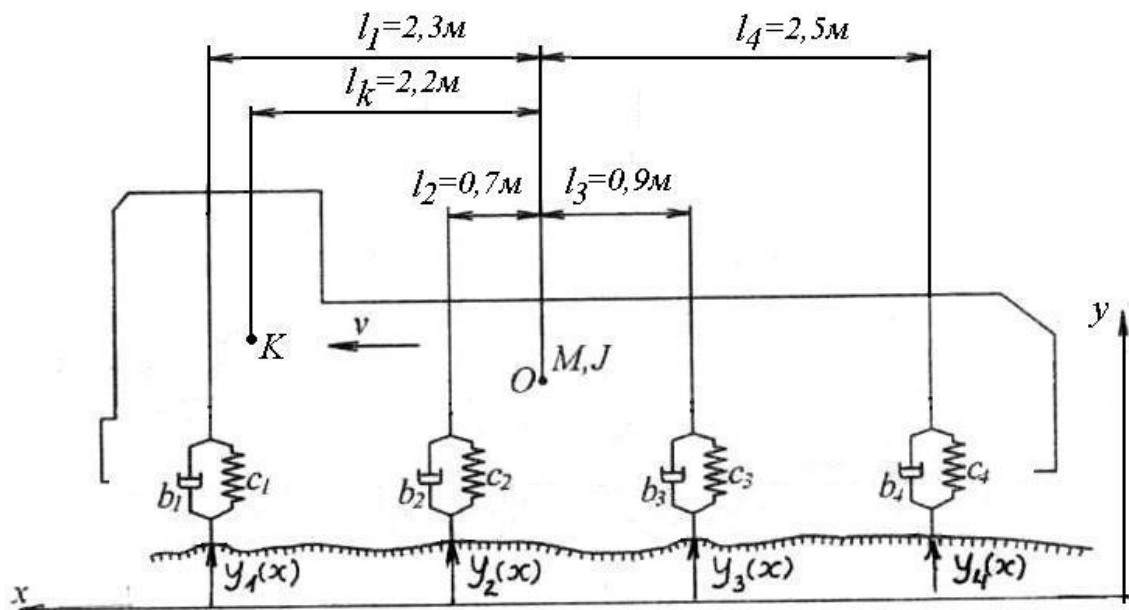 l1=2,3м
l4=2,5м
lk=2,2м
l2=0,7м
l3=0,9м
y
v
K
O
M,J
b1
c1
b2
c2
b3
c3
b4
c4
x
y1(x)
y2(x)
y3(x)
y4(x)